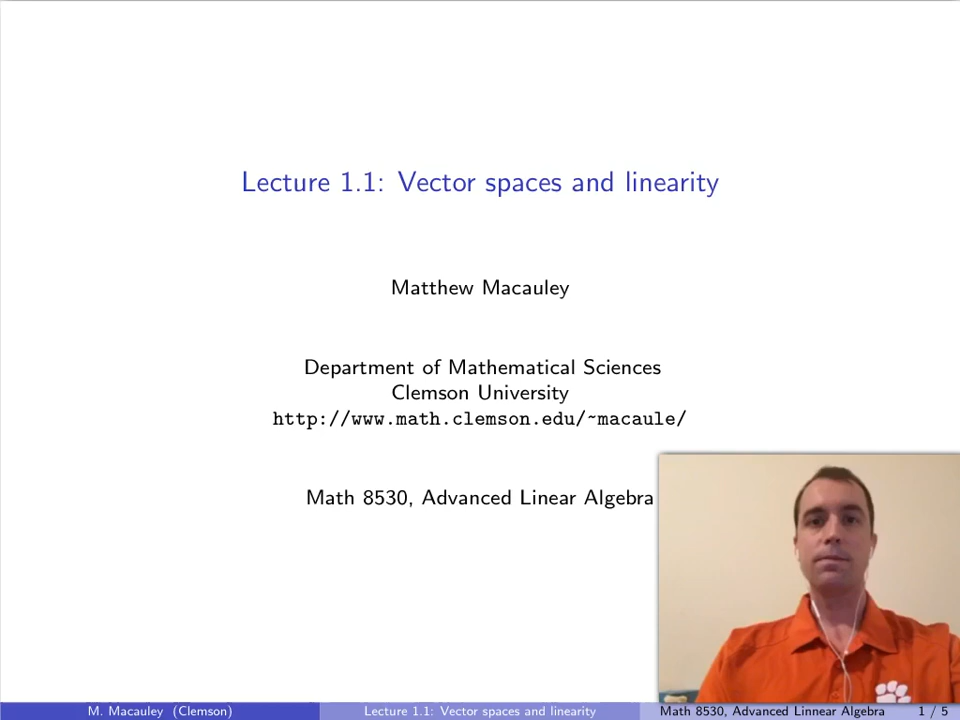 Lecture 1.1: Vector spaces and linearity
Matthew Macauley
Department of Mathematical Sciences
Clemson University
http://www.math.clemson.edu/~macaule/
Math 8530, Advanced Linear Algebra
M. Macauley (Clemson)
Lecture 1.1: Vector spaces and linearity
Math 8530, Advanced Linnear Algebra
1 / 5